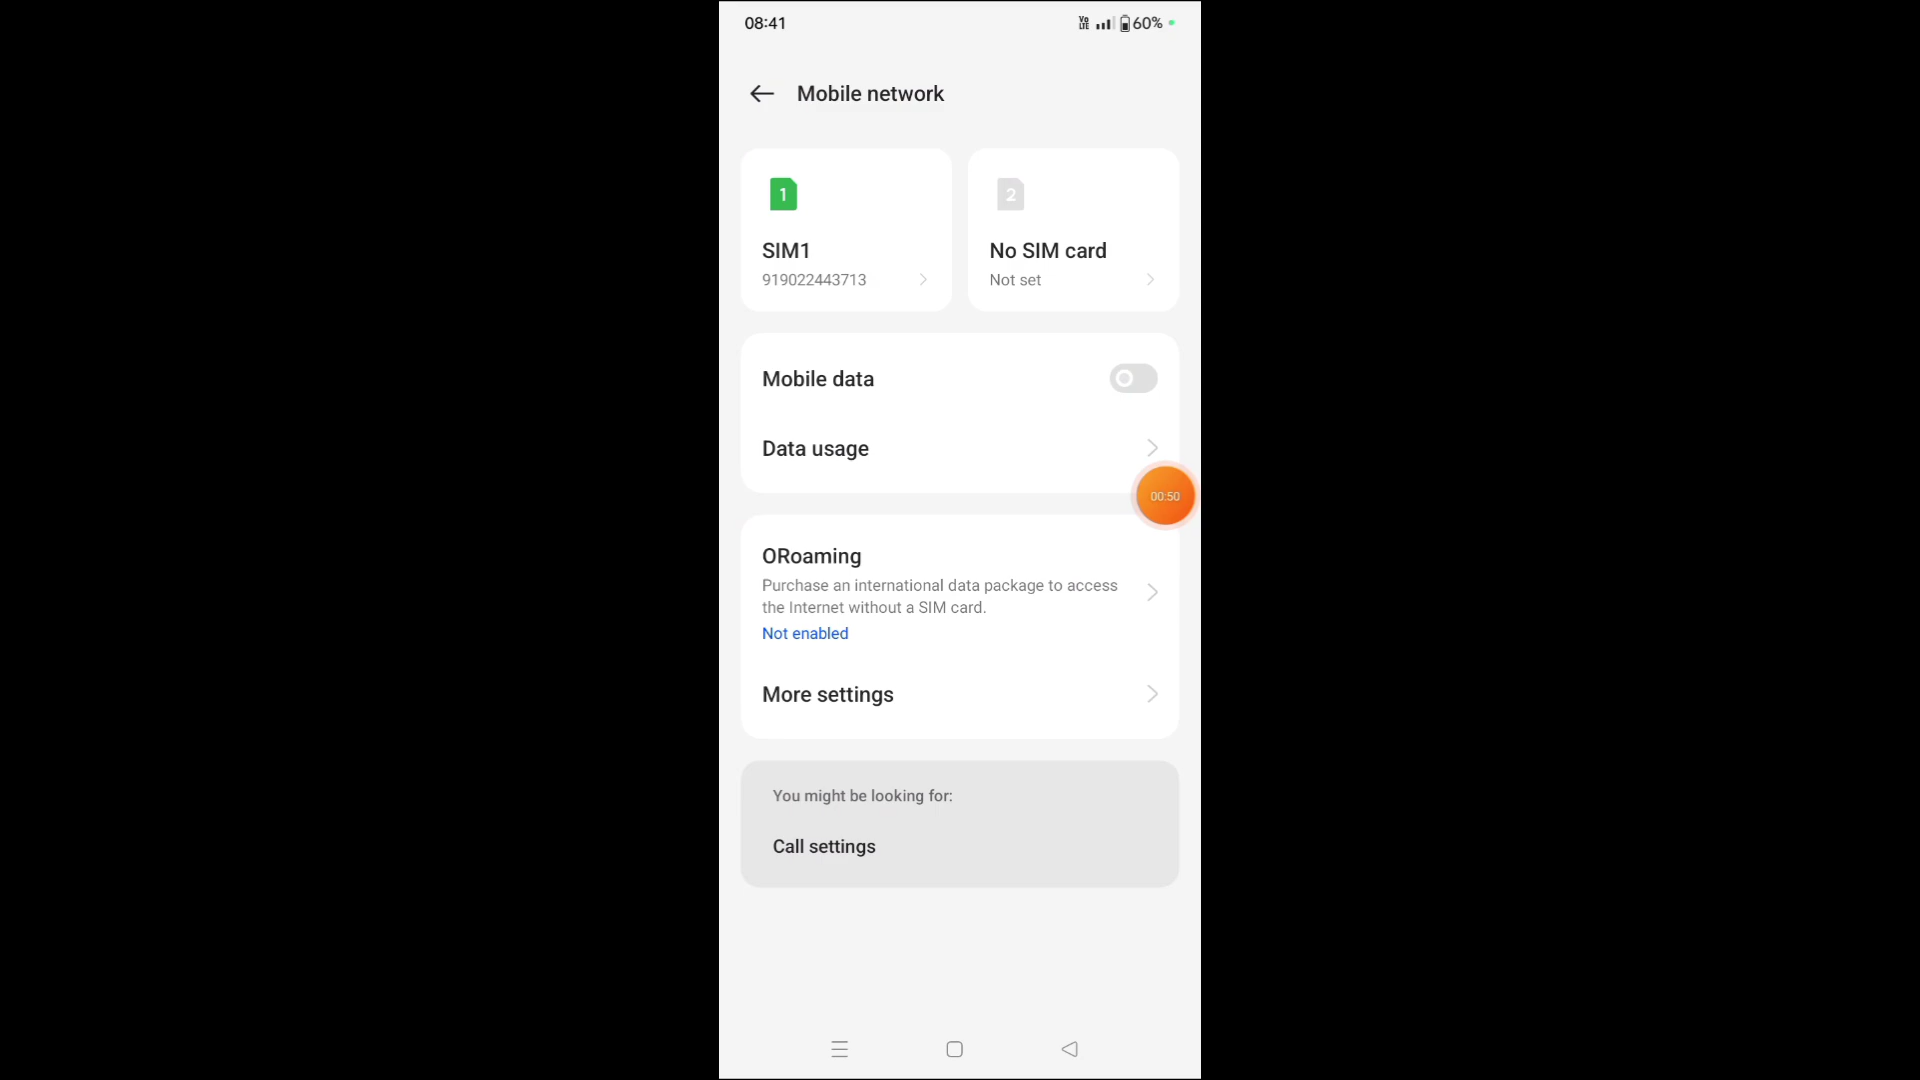 08:41
Vo LTE 60%
Mobile network
1
2
SIM1
No SIM card
919022443713
Not set
Mobile data
Data usage
00:50
ORoaming
Purchase an international data package to access
the Internet without a SIM card.
Not enabled
More settings
You might be looking for:
Call settings